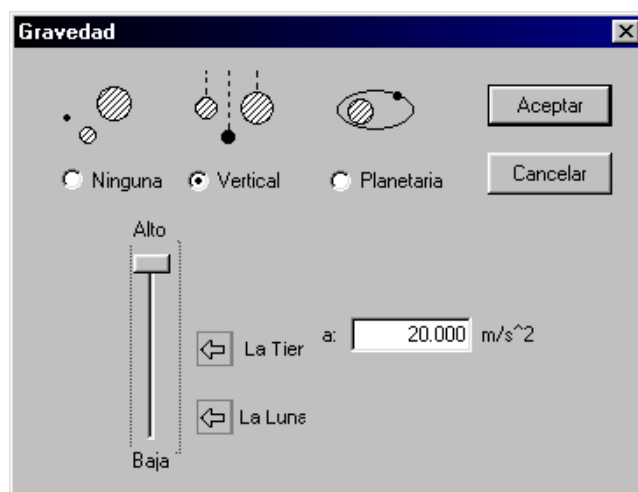 Gravedad
Aceptar
Cancelar
Ninguna
Vertical
Planetaria
Alto
La Tier
a: 20.000 m/s^2
La Luna
Baja